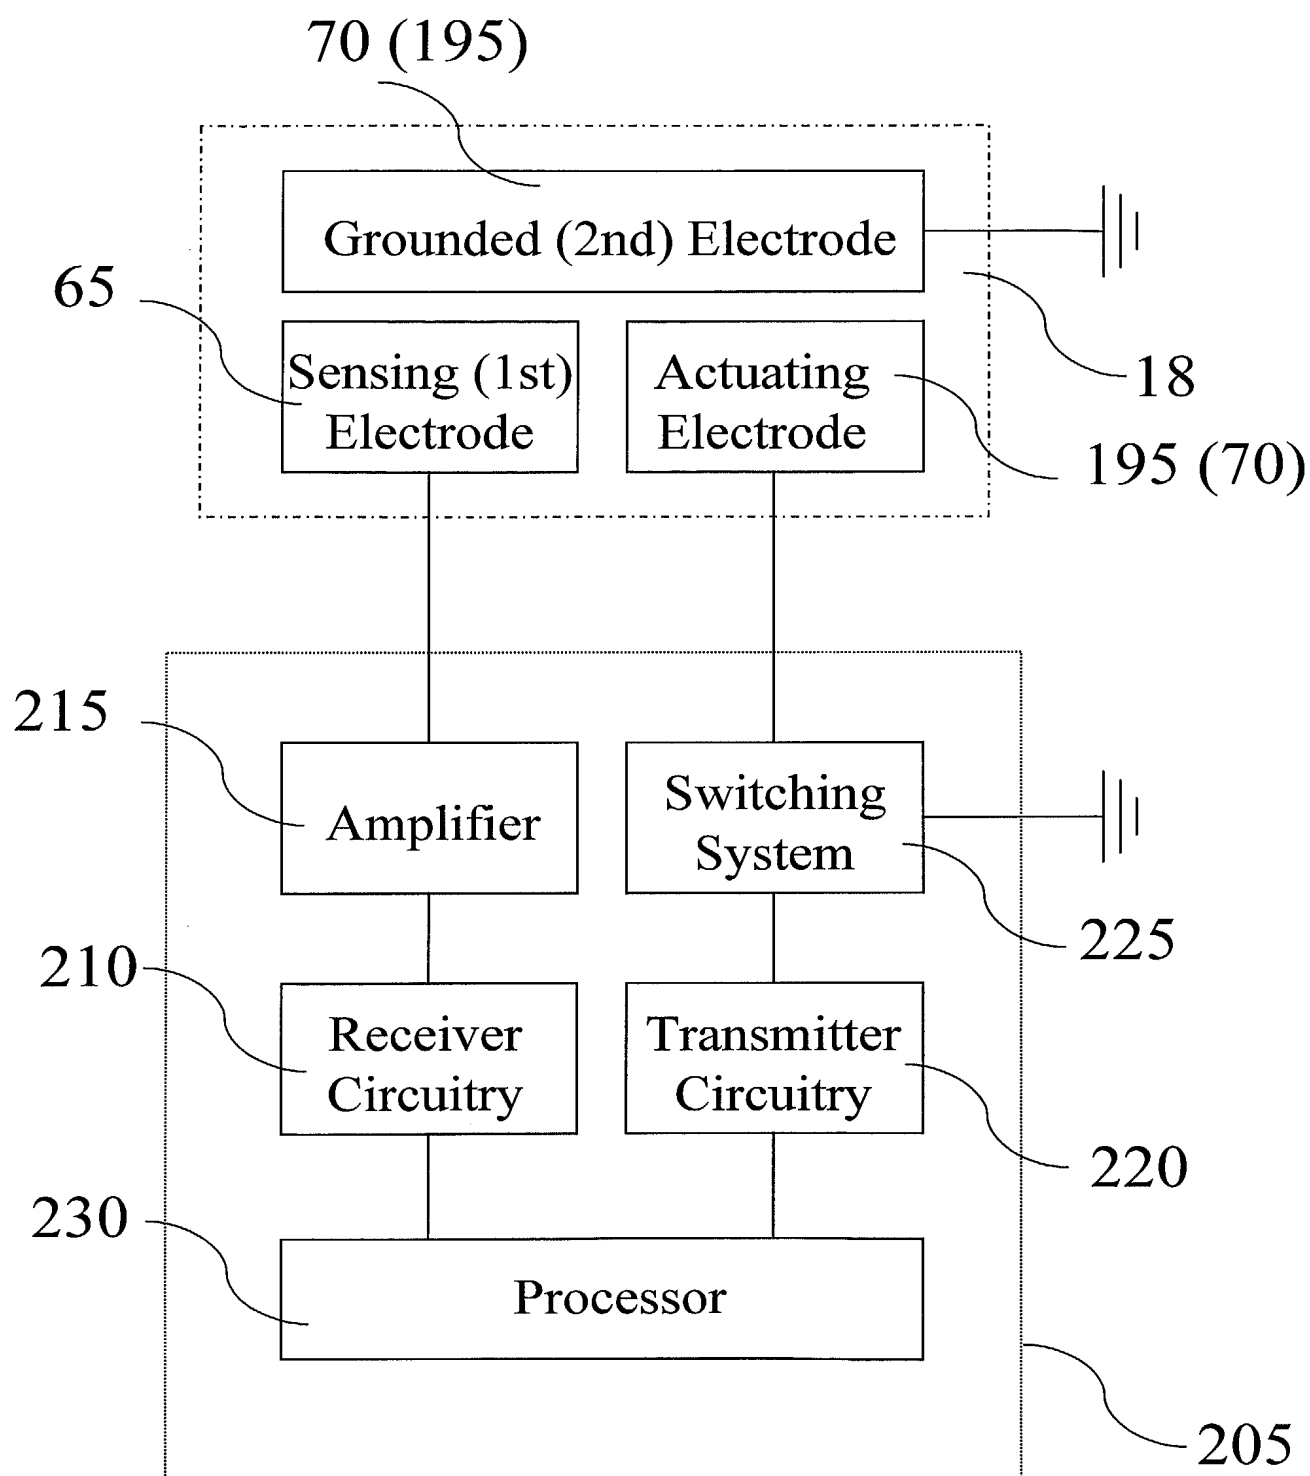 70 (195)
Grounded (2nd) Electrode
65
Sensing (1st)
Electrode
Actuating
Electrode
18
195 (70)
215
Amplifier
Switching
System
225
210
Receiver
Circuitry
Transmitter
Circuitry
220
230
Processor
205